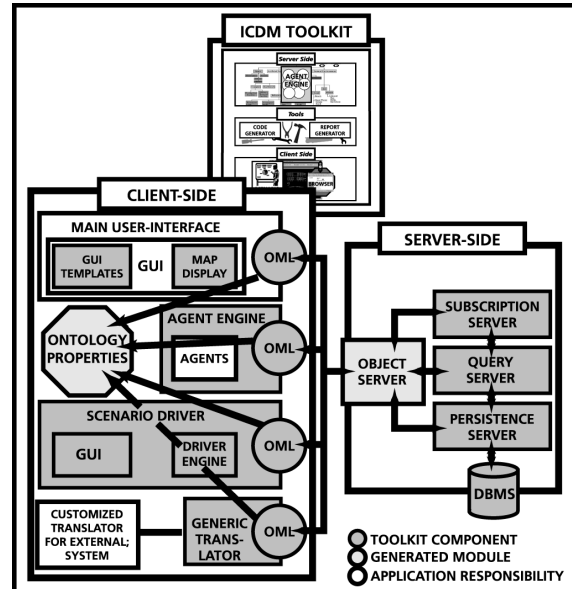 ICDM TOOLKIT
Server Side
AGENT
ENGINE
Tools
CODE
GENERATOR
REPORT
GENERATOR
Client Side
BROWSER
CLIENT-SIDE
MAIN USER-INTERFACE
GUI
TEMPLATES
GUI
MAP
DISPLAY
OML
ONTOLOGY
PROPERTIES
AGENT ENGINE
AGENTS
OML
SCENARIO DRIVER
GUI
DRIVER
ENGINE
OML
CUSTOMIZED
TRANSLATOR
FOR EXTERNAL;
SYSTEM
GENERIC
TRANS-
LATOR
OML
SERVER-SIDE
OBJECT
SERVER
SUBSCRIPTION
SERVER
QUERY
SERVER
PERSISTENCE
SERVER
DBMS
TOOLKIT COMPONENT
GENERATED MODULE
APPLICATION RESPONSIBILITY